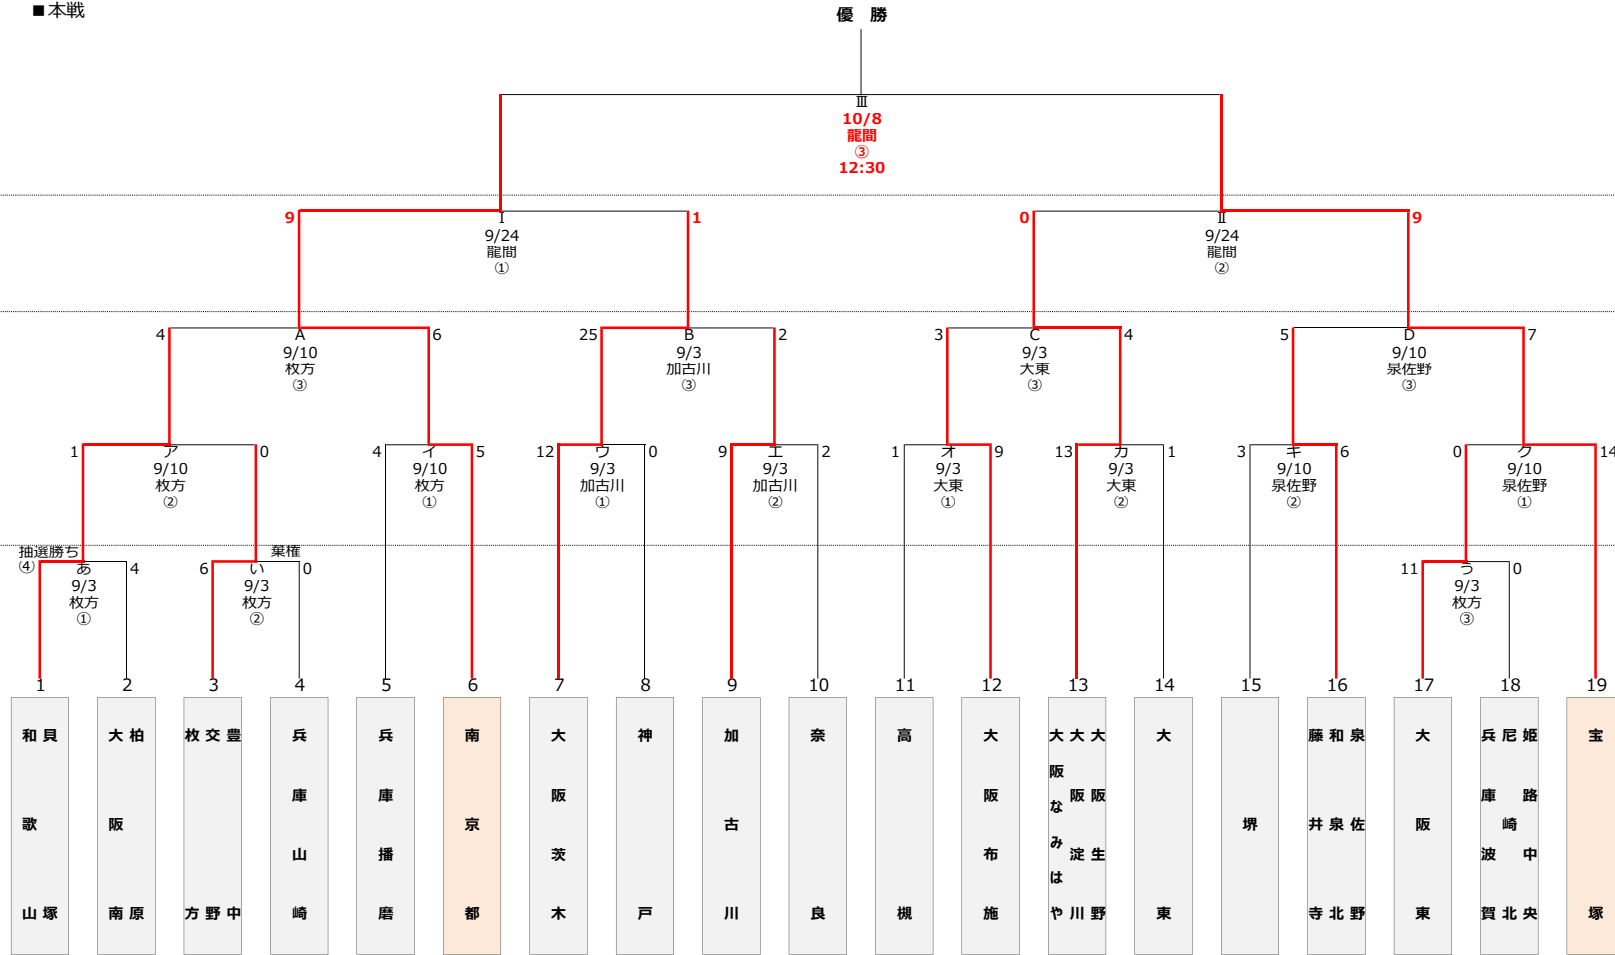 ■本戦
優 勝
Ⅲ
10/8
龍間
③
12:30
9 1 0 9
Ⅰ Ⅱ
9/24 9/24
龍間 龍間
① ②
4 A 6 25 B 2 3 C 4 5 D 7
9/10 9/3 9/3 9/10
枚方 加古川 大東 泉佐野
③ ③ ③ ③
1 ア 0 4 イ 5 12 ウ 0 9 エ 2 1 オ 9 13 カ 1 3 キ 6 0 ク 14
9/10 9/10 9/3 9/3 9/3 9/3 9/10 9/10
枚方 枚方 加古川 加古川 大東 大東 泉佐野 泉佐野
② ① ① ② ① ② ② ①
抽選勝ち 棄権
④ あ 4 6 い 0 11 う 0
9/3 9/3 9/3
枚方 枚方 枚方
① ② ③
1 2 3 4 5 6 7 8 9 10 11 12 13 14 15 16 17 18 19
和歌山
貝塚
大阪南
柏原
枚方
交野
豊中
兵庫山崎
兵庫播磨
南京都
大阪茨木
神戸
加古川
奈良
高槻
大阪布施
大阪なみはや
大阪淀川
大阪生野
大東
堺
藤井寺
和泉北
泉佐野
大阪東
兵庫波賀
尼崎北
姫路中央
宝塚